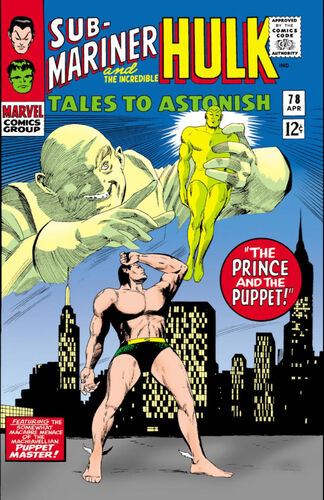 SUB-
MARINER
and
THE INCREDIBLE
HULK
APPROVED
BY THE
COMICS
CODE
AUTHORITY
IND.
MARVEL
COMICS
GROUP
TALES TO ASTONISH
78
APR
12¢
"THE
PRINCE
AND THE
PUPPET!"
FEATURING THE
SOMEWHAT
MACABRE MENACE
OF THE
MACHIAVELLIAN
PUPPET
MASTER!